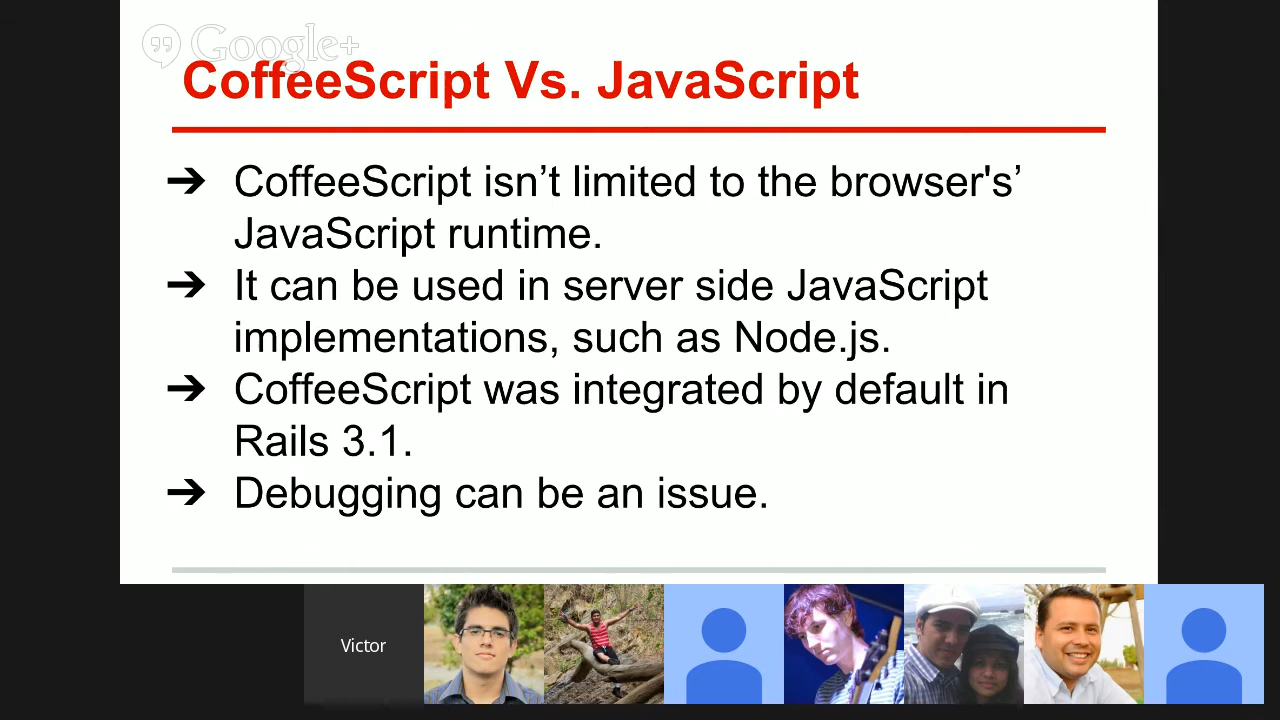 Google+
CoffeeScript Vs. JavaScript
➔ CoffeeScript isn’t limited to the browser's’
JavaScript runtime.
➔ It can be used in server side JavaScript
implementations, such as Node.js.
➔ CoffeeScript was integrated by default in
Rails 3.1.
➔ Debugging can be an issue.
Victor